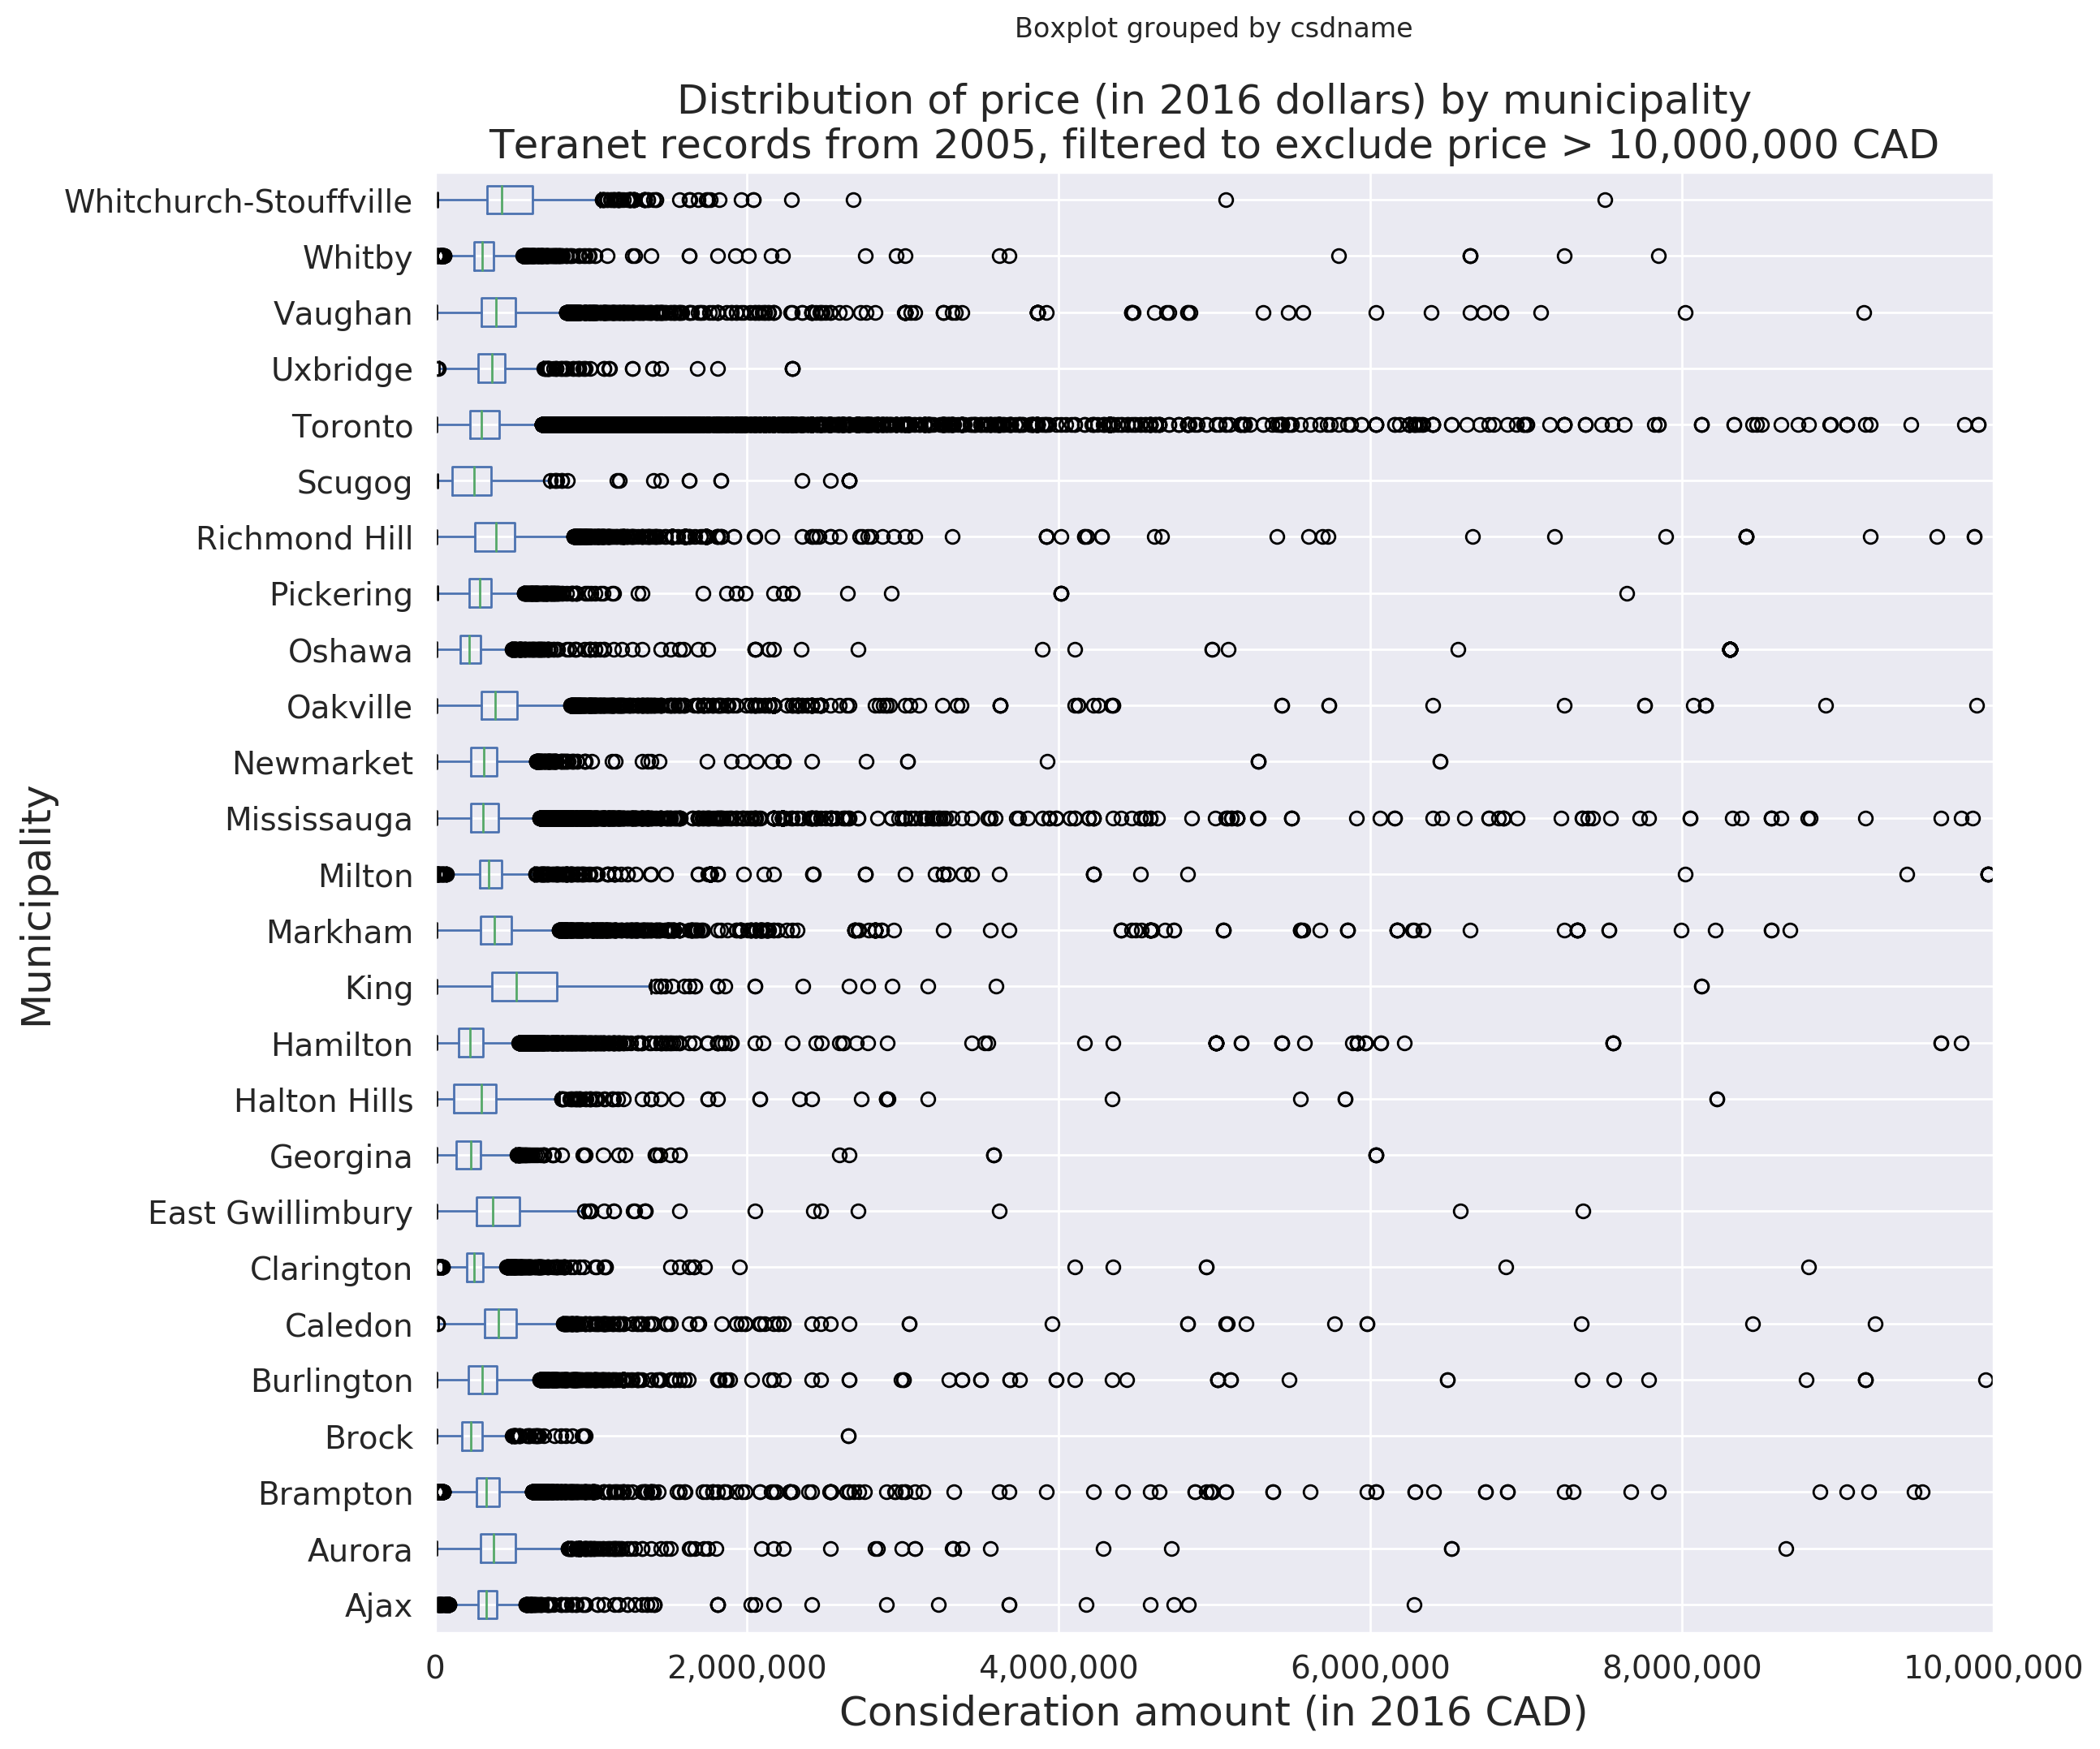 Boxplot grouped by csdname
Distribution of price (in 2016 dollars) by municipality
Teranet records from 2005, filtered to exclude price > 10,000,000 CAD
Municipality
Whitchurch-Stouffville
Whitby
Vaughan
Uxbridge
Toronto
Scugog
Richmond Hill
Pickering
Oshawa
Oakville
Newmarket
Mississauga
Milton
Markham
King
Hamilton
Halton Hills
Georgina
East Gwillimbury
Clarington
Caledon
Burlington
Brock
Brampton
Aurora
Ajax
0 2,000,000 4,000,000 6,000,000 8,000,000 10,000,000
Consideration amount (in 2016 CAD)